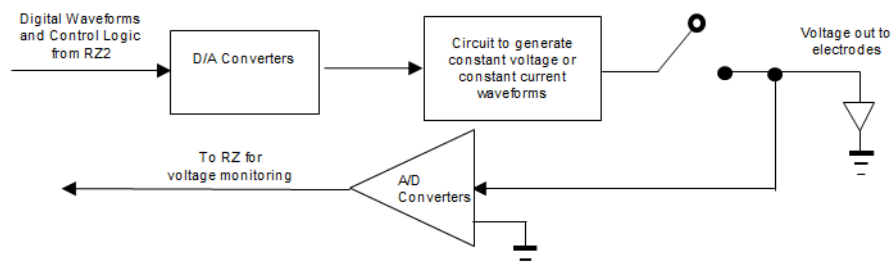 Digital Waveforms
and Control Logic
from RZ2
D/A Converters
Circuit to generate
constant voltage or
constant current
waveforms
Voltage out to
electrodes
To RZ for
voltage monitoring
A/D
Converters